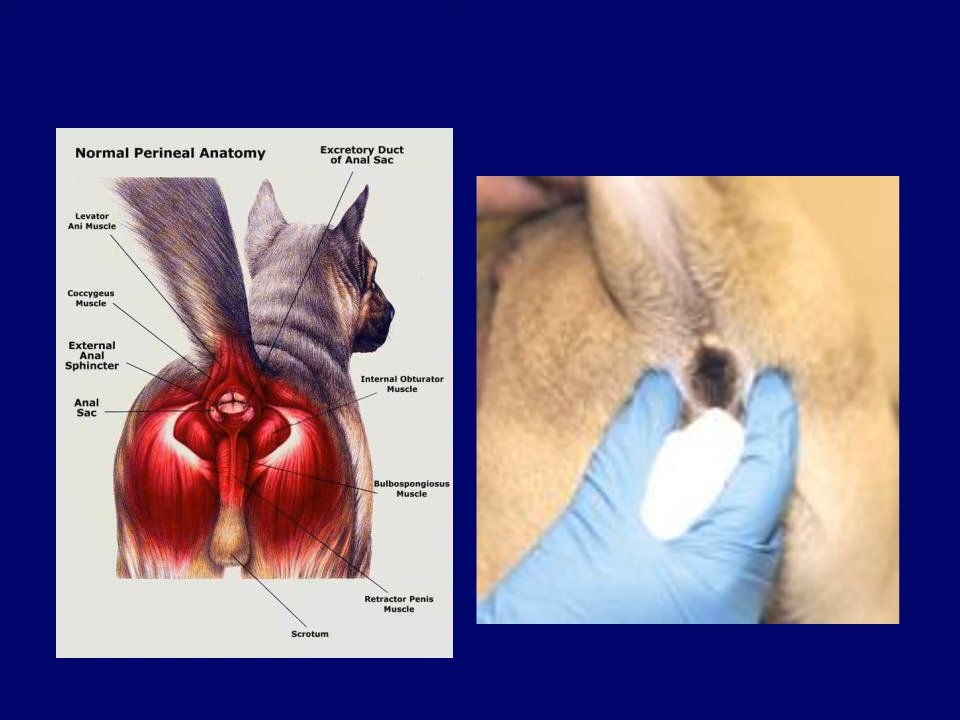 Normal Perineal Anatomy
Excretory Duct
of Anal Sac
Levator
Ani Muscle
Coccygeus
Muscle
External
Anal
Sphincter
Anal
Sac
Internal Obturator
Muscle
Bulbospongiosus
Muscle
Retractor Penis
Muscle
Scrotum